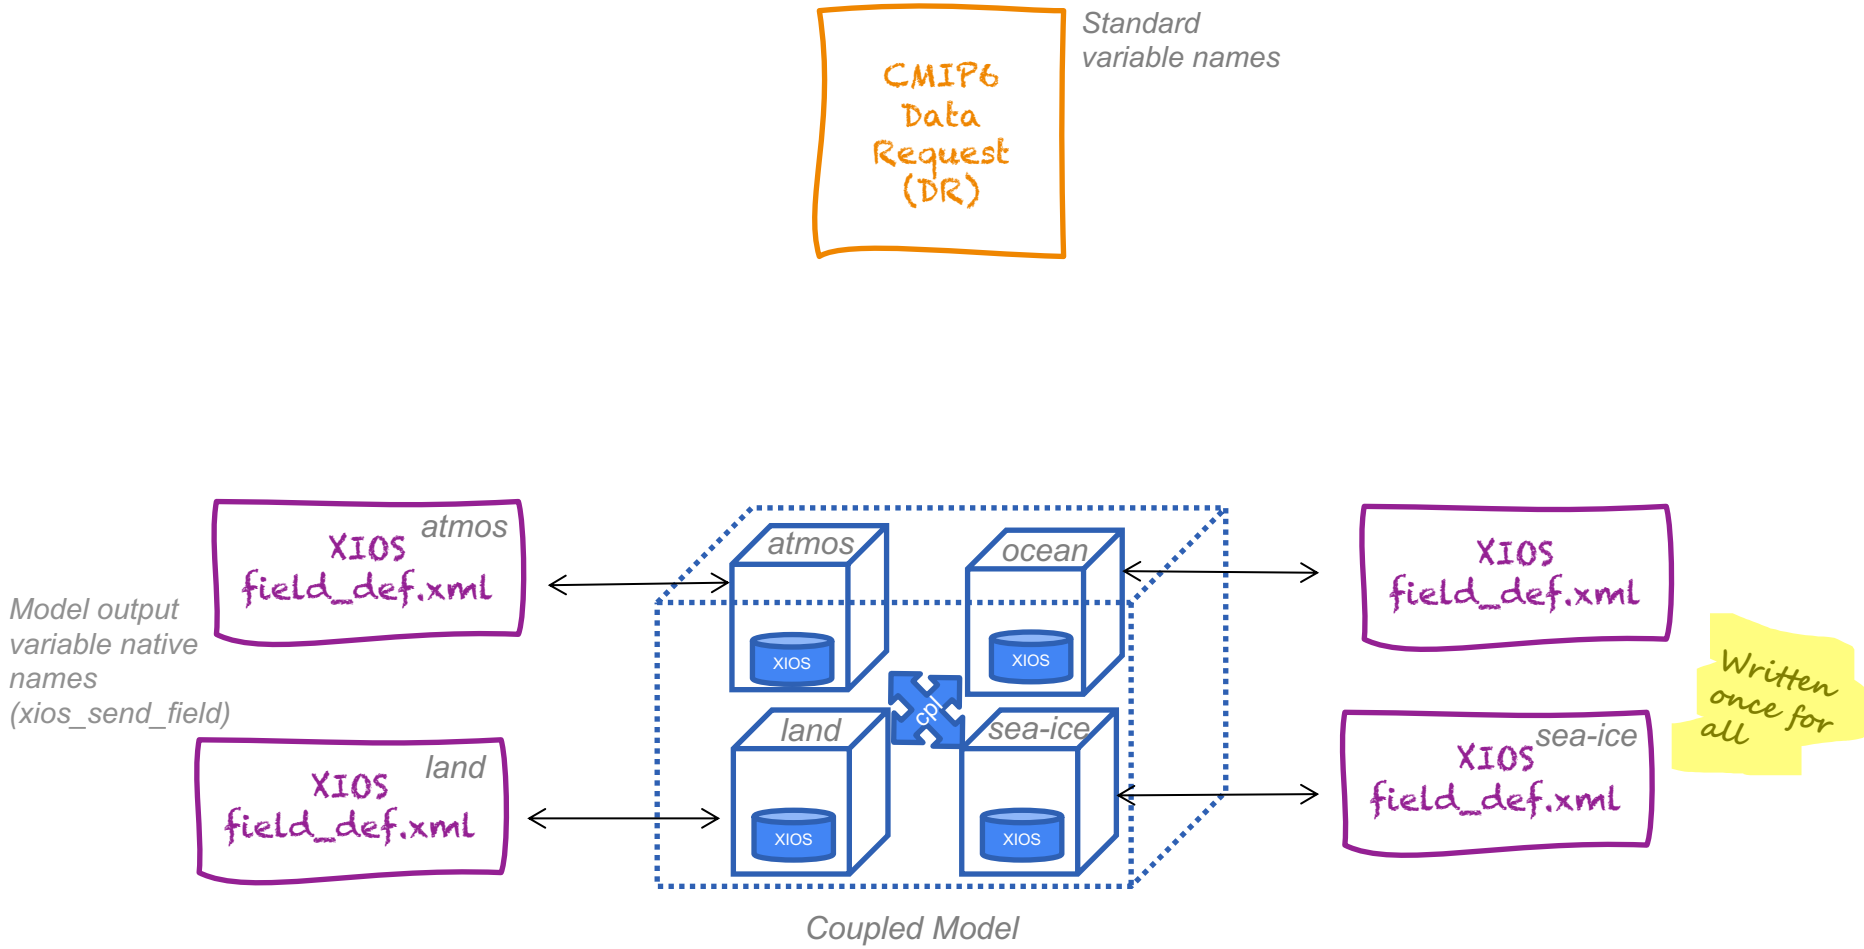 Standard
variable names
CMIP6
Data
Request
(DR)
atmos
XIOS
field_def.xml
Model output
variable native
names
(xios_send_field)
land
XIOS
field_def.xml
atmos
XIOS
ocean
XIOS
cpl
land
XIOS
sea-ice
XIOS
Coupled Model
XIOS
field_def.xml
sea-ice
XIOS
field_def.xml
Written
once for
all